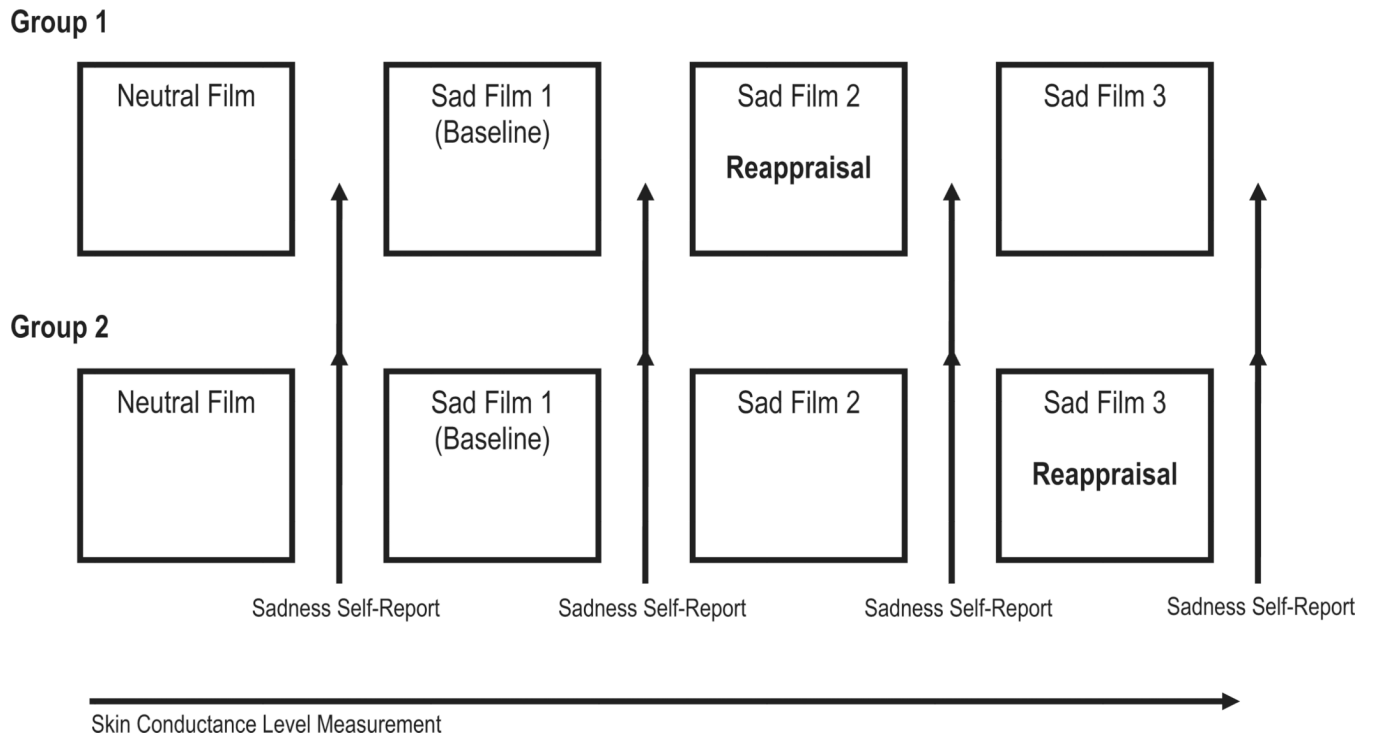 Group 1
Neutral Film
Sad Film 1
(Baseline)
Sad Film 2
Reappraisal
Sad Film 3
Group 2
Neutral Film
Sad Film 1
(Baseline)
Sad Film 2
Sad Film 3
Reappraisal
Sadness Self-Report
Sadness Self-Report
Sadness Self-Report
Sadness Self-Report
Skin Conductance Level Measurement